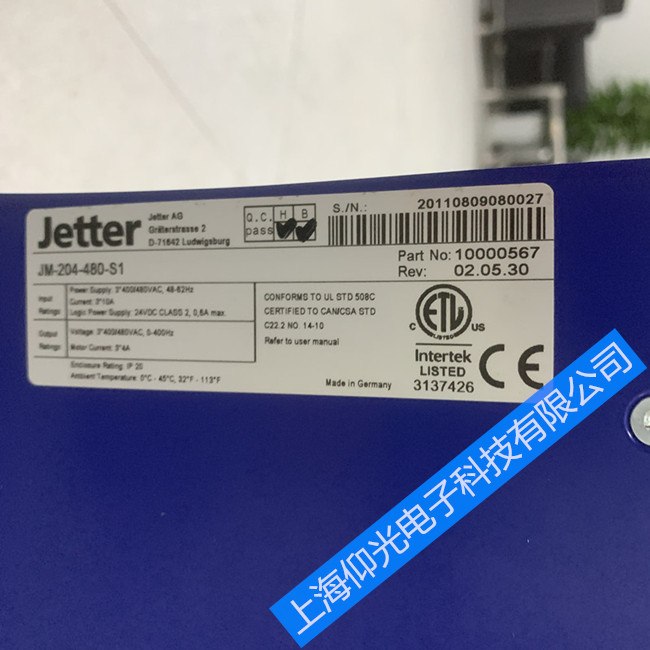 Jetter
Jetter AG
Gräterstrasse 2
D-71642 Ludwigsburg
Q.C. H B
pass
S./N.: 20110809080027
JM-204-480-S1
Part No: 10000567
Rev: 02.05.30
Input
Ratings:
Power Supply: 3*400/480VAC, 48-62Hz
Current: 3*10A
Logic Power Supply: 24VDC CLASS 2, 0,6A max.
Output
Ratings:
Voltage: 3*400/480VAC, 0-400Hz
Motor Current: 3*4A
Enclosure Rating: IP 20
Ambient Temperature: 0°C - 45°C, 32°F - 113°F
CONFORMS TO UL STD 508C
CERTIFIED TO CAN/CSA STD
C22.2 NO. 14-10
Refer to user manual
Made in Germany
C ETL US
LISTED
Intertek
LISTED
3137426
CE
上海仰光电子科技有限公司